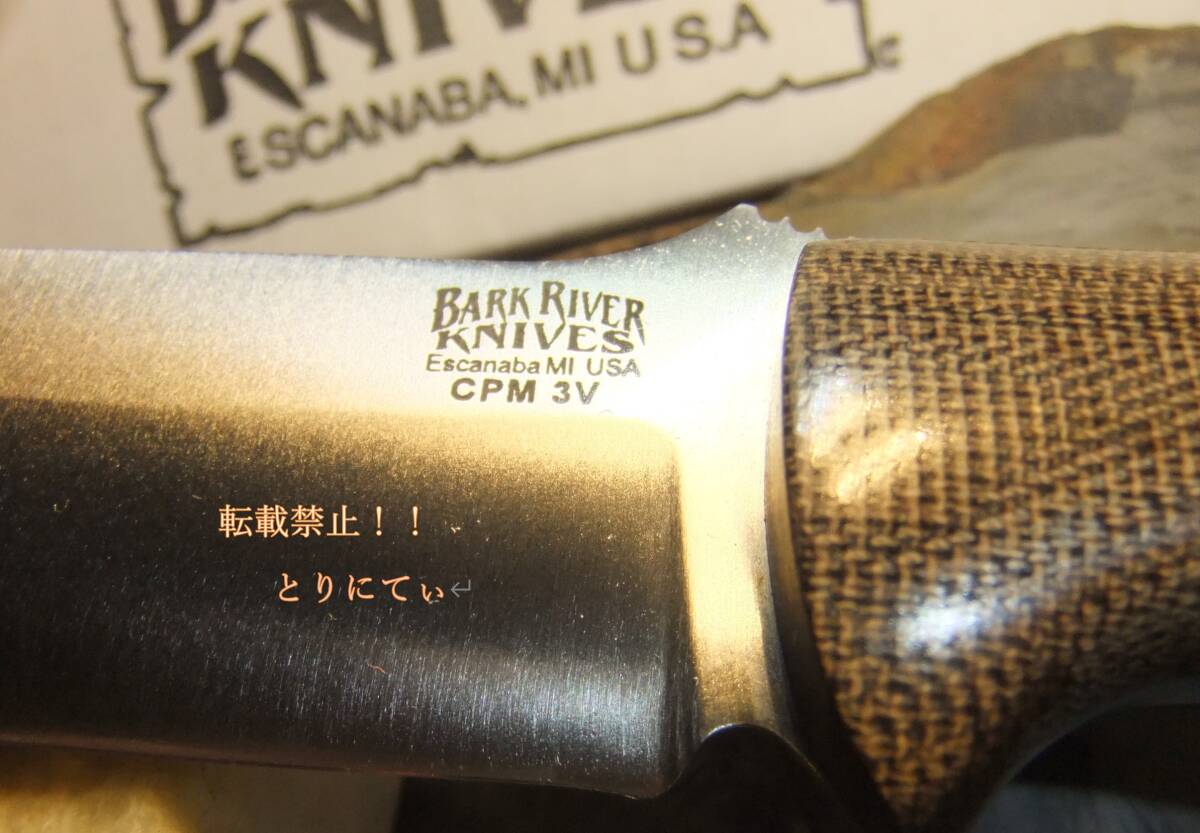 KNIVES
ESCANABA, MI U.S.A
BARK RIVER
KNIVES
Escanaba MI USA
CPM 3V
転載禁止！！
とりにてぃ↵